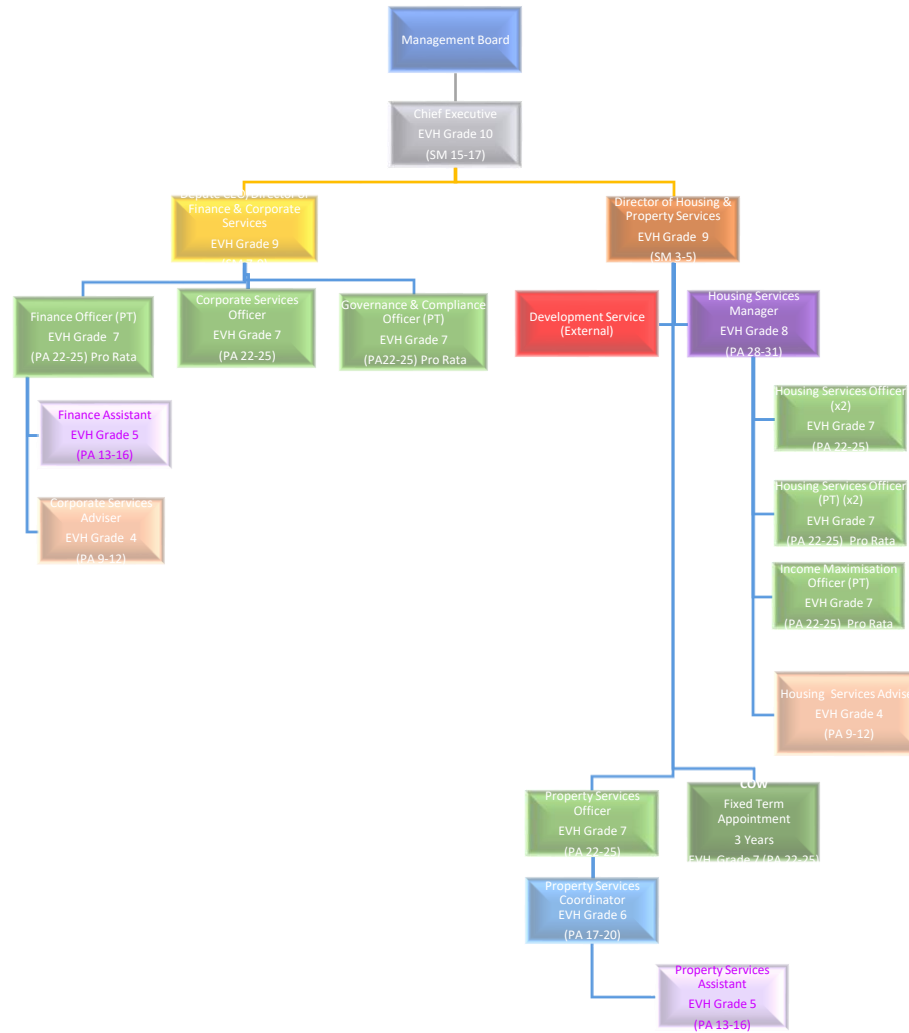 Management Board
Chief Executive
EVH Grade 10
(SM 15-17)
Depute CEO/Director of
Finance & Corporate
Services
EVH Grade 9
Director of Housing &
Property Services
EVH Grade 9
(SM 3-5)
Finance Officer (PT)
EVH Grade 7
(PA 22-25) Pro Rata
Corporate Services
Officer
EVH Grade 7
(PA 22-25)
Governance & Compliance
Officer (PT)
EVH Grade 7
(PA22-25) Pro Rata
Development Service
(External)
Housing Services
Manager
EVH Grade 8
(PA 28-31)
Finance Assistant
EVH Grade 5
(PA 13-16)
Corporate Services
Adviser
EVH Grade 4
(PA 9-12)
Housing Services Officer
(x2)
EVH Grade 7
(PA 22-25)
Housing Services Officer
(PT) (x2)
EVH Grade 7
(PA 22-25) Pro Rata
Income Maximisation
Officer (PT)
EVH Grade 7
(PA 22-25) Pro Rata
Housing Services Advise
EVH Grade 4
(PA 9-12)
Property Services
Officer
EVH Grade 7
(PA 22-25)
COW
Fixed Term
Appointment
3 Years
EVH Grade 7 (PA 22-25)
Property Services
Coordinator
EVH Grade 6
(PA 17-20)
Property Services
Assistant
EVH Grade 5
(PA 13-16)